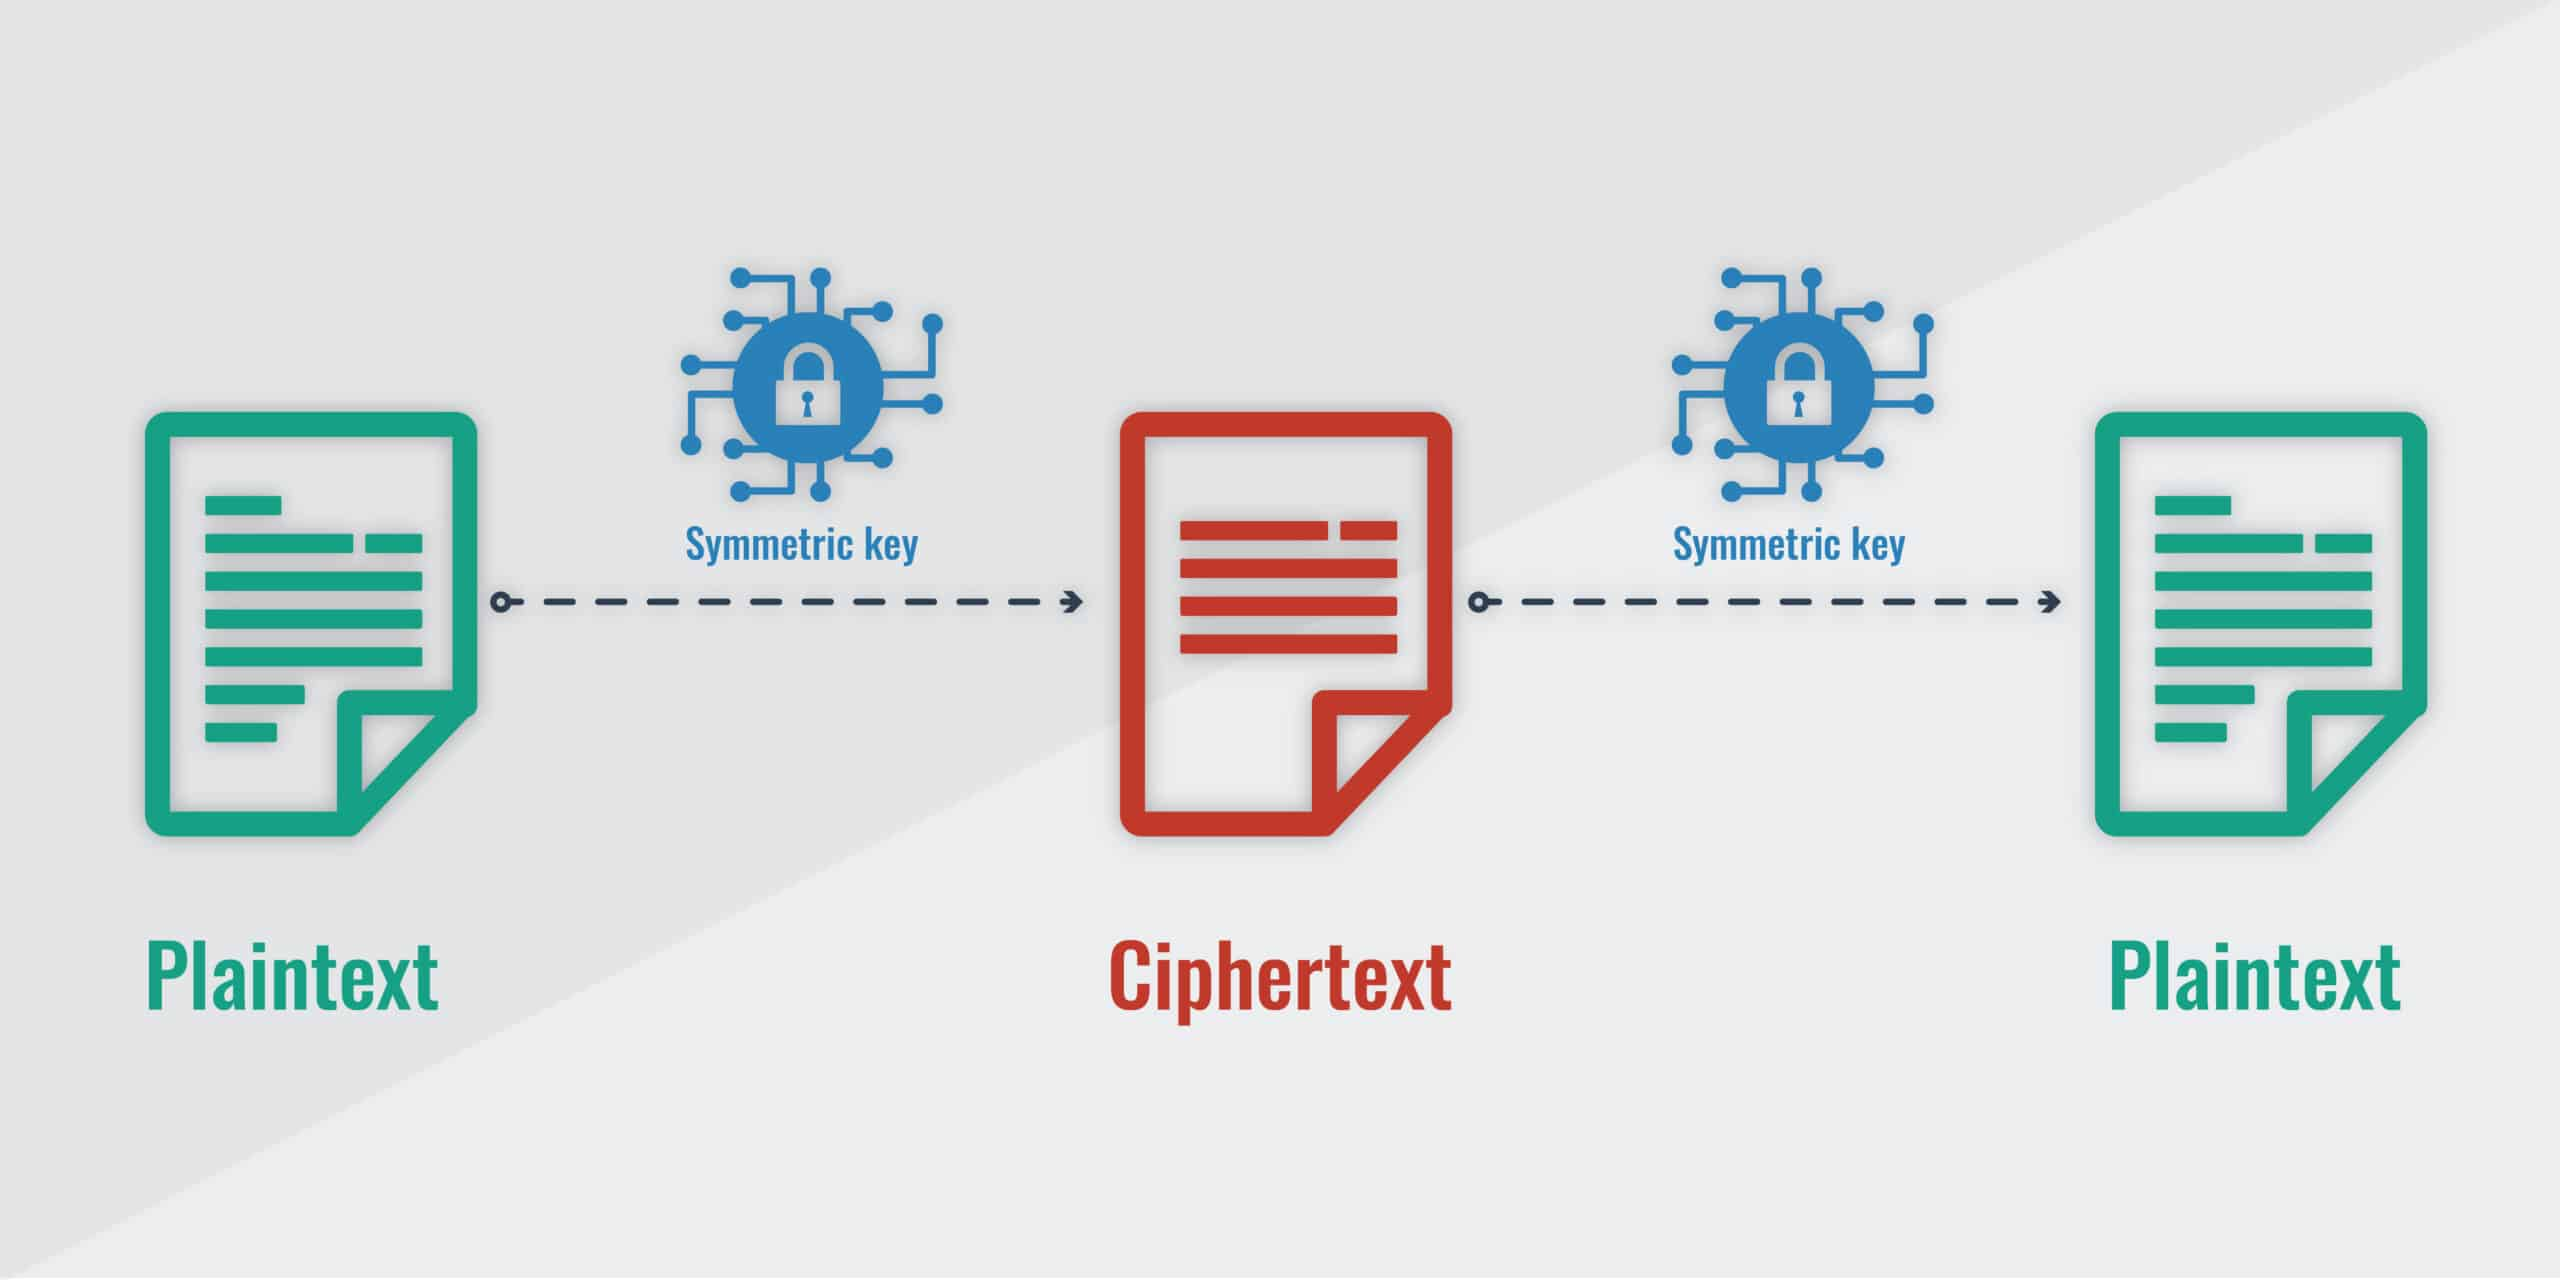 Symmetric key
Symmetric key
Plaintext
Ciphertext
Plaintext